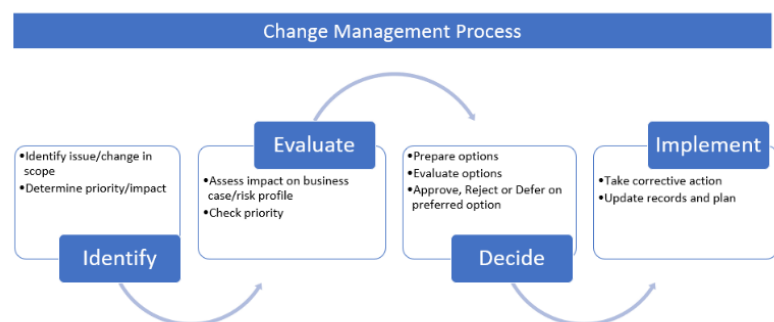 Change Management Process
•Identify issue/change in
scope
•Determine priority/impact
Identify
Evaluate
•Assess impact on business
case/risk profile
•Check priority
•Prepare options
•Evaluate options
•Approve, Reject or Defer on
preferred option
Decide
Implement
•Take corrective action
•Update records and plan